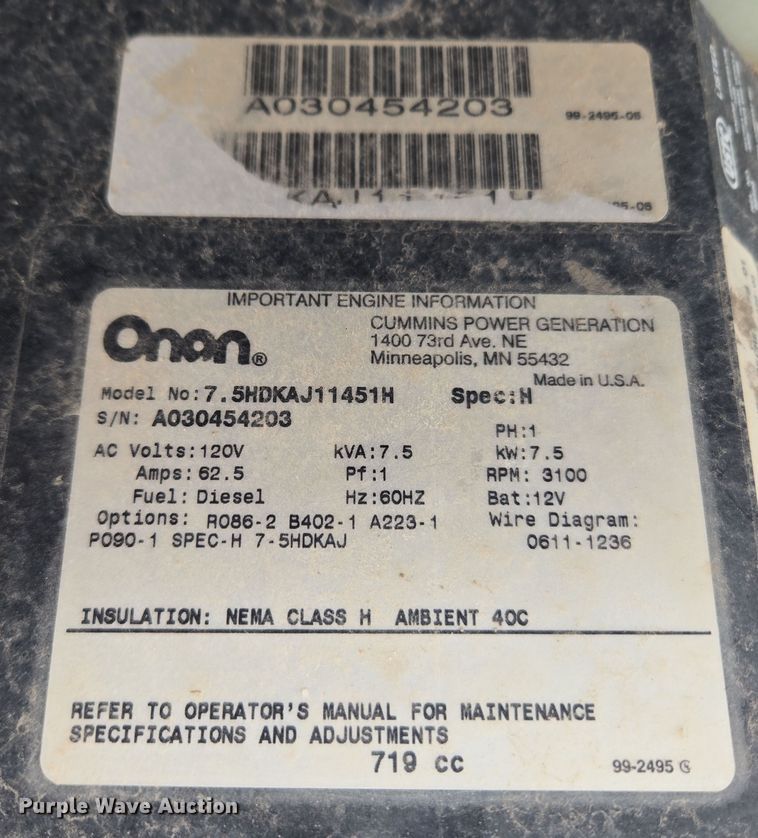 A030454203
99-2495-05
IMPORTANT ENGINE INFORMATION
Onan®
CUMMINS POWER GENERATION
1400 73rd Ave. NE
Minneapolis, MN 55432
Made in U.S.A.
Model No:7.5HDKAJ11451H Spec:H
S/N: A030454203
PH:1
AC Volts:120V kVA:7.5 kW:7.5
Amps:62.5 Pf:1 RPM: 3100
Fuel: Diesel Hz:60HZ Bat:12V
Options: R086-2 B402-1 A223-1 Wire Diagram:
P090-1 SPEC-H 7-5HDKAJ 0611-1236
INSULATION: NEMA CLASS H AMBIENT 40C
REFER TO OPERATOR'S MANUAL FOR MAINTENANCE
SPECIFICATIONS AND ADJUSTMENTS
719 cc
99-2495 G
Purple Wave Auction